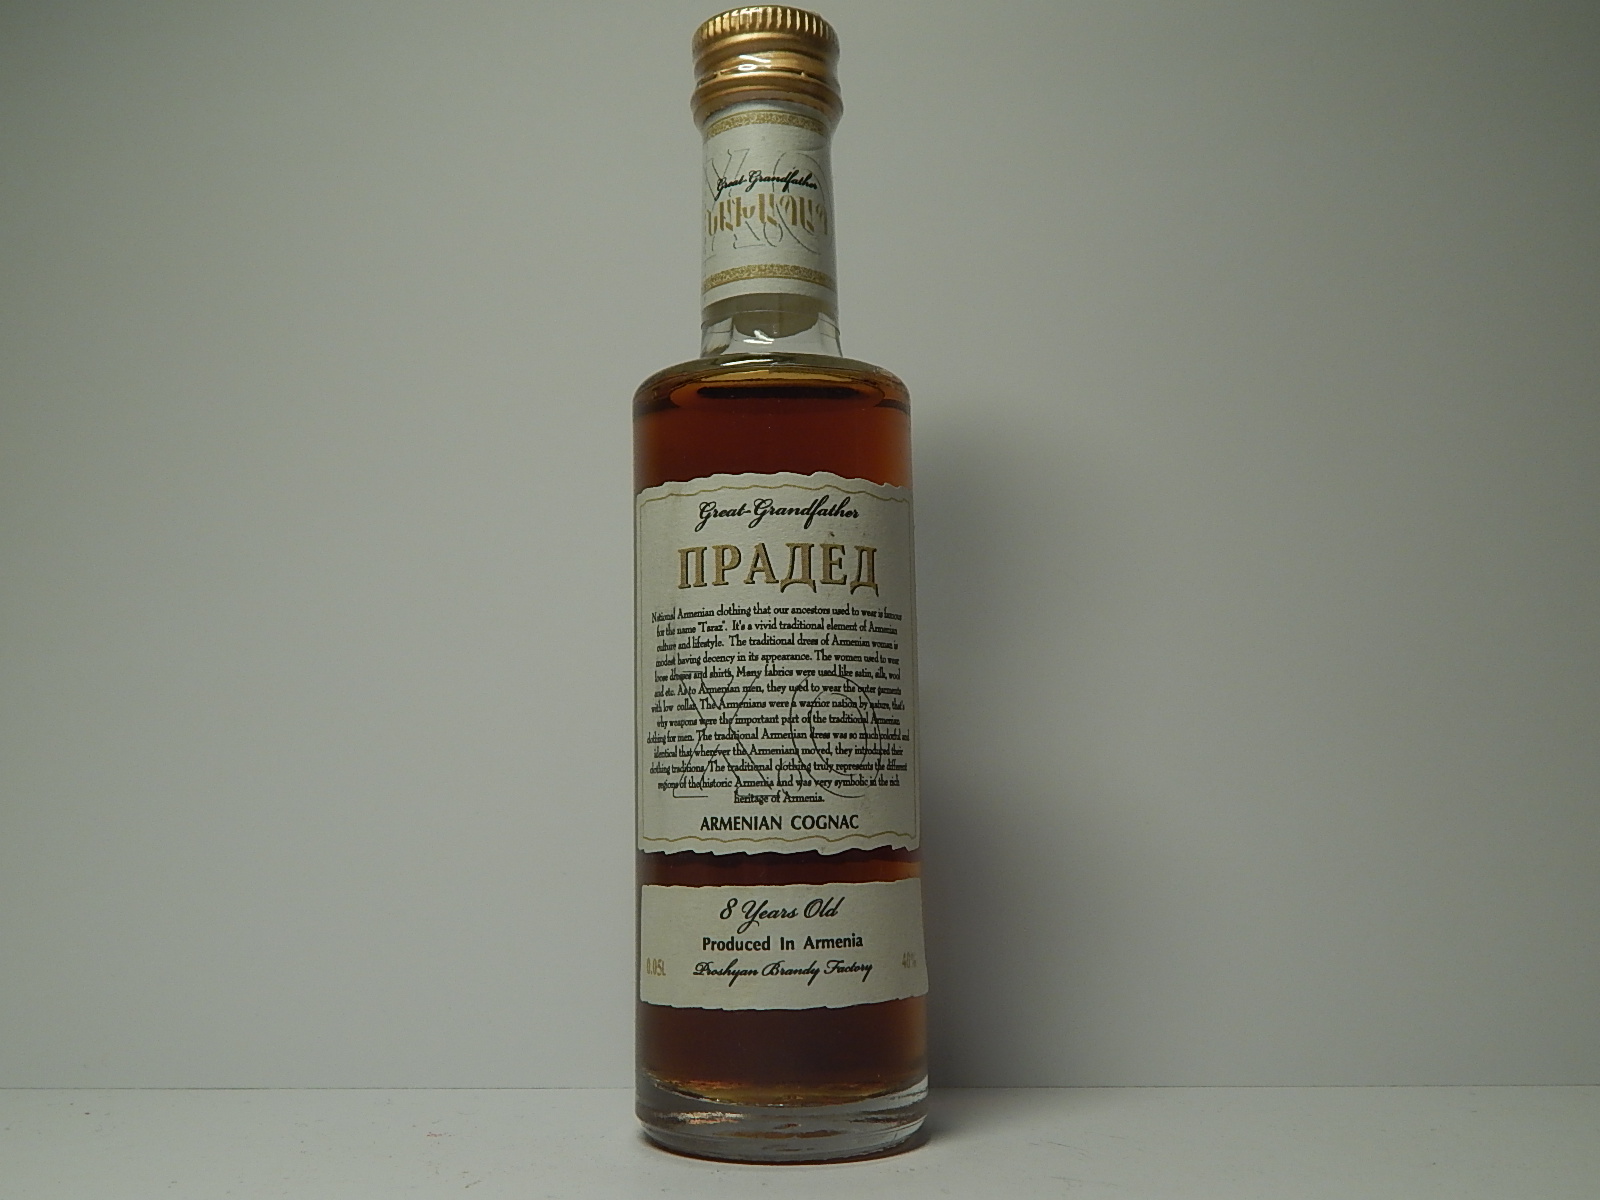 XO
Great-Grandfather
ՆԱԽԱՊԱՊ
Great-Grandfather
ПРАДЕД
National Armenian clothing that our ancestors used to wear is famour
for the name "Taraz". It's a vivid traditional element of Armenian
culture and lifestyle. The traditional dress of Armenian woman is
modest having decency in its appearance. The women used to wear
loose dresses and shirts. Many fabrics were used like satin, silk, wool
and etc. As to Armenian men, they used to wear the outer garments
with low collar. The Armenians were a warrior nation by nature, that's
why weapons were the important part of the traditional Armenian
clothing for men. The traditional Armenian dress was so much colorful and
identical that wherever the Armenians moved, they introduced their
clothing traditions. The traditional clothing truly represents the different
regions of the historic Armenia and was very symbolic in the rich
heritage of Armenia.
XO
ARMENIAN COGNAC
8 Years Old
Produced In Armenia
0.05L Proshyan Brandy Factory 40%